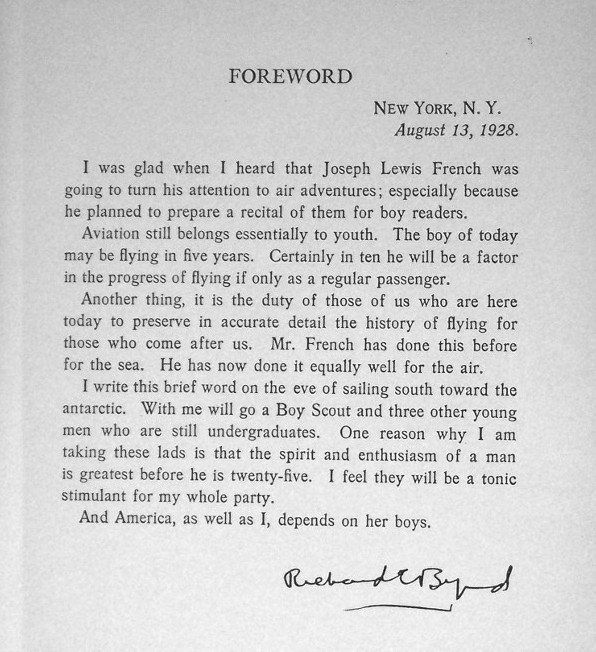 FOREWORD
NEW YORK, N. Y.
August 13, 1928.
I was glad when I heard that Joseph Lewis French was
going to turn his attention to air adventures; especially because
he planned to prepare a recital of them for boy readers.
Aviation still belongs essentially to youth. The boy of today
may be flying in five years. Certainly in ten he will be a factor
in the progress of flying if only as a regular passenger.
Another thing, it is the duty of those of us who are here
today to preserve in accurate detail the history of flying for
those who come after us. Mr. French has done this before
for the sea. He has now done it equally well for the air.
I write this brief word on the eve of sailing south toward the
antarctic. With me will go a Boy Scout and three other young
men who are still undergraduates. One reason why I am
taking these lads is that the spirit and enthusiasm of a man
is greatest before he is twenty-five. I feel they will be a tonic
stimulant for my whole party.
And America, as well as I, depends on her boys.
Richard E Byrd